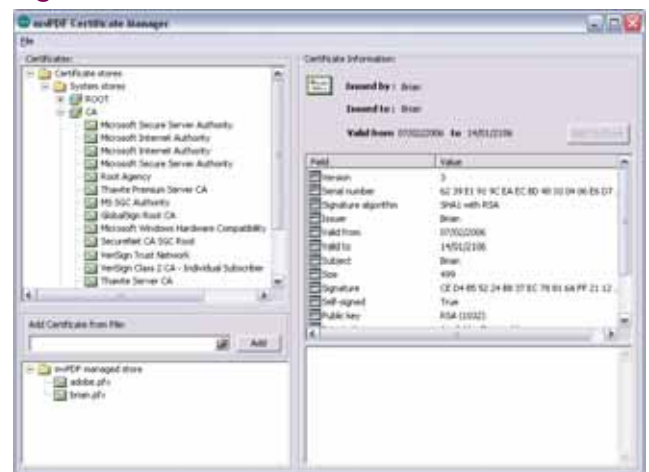 Certificate Manager
File
Certificates:
Certificate stores
System stores
ROOT
CA
Microsoft Secure Server Authority
Microsoft Internet Authority
Microsoft Internet Authority
Microsoft Secure Server Authority
Root Agency
Thawte Premium Server CA
MS SGC Authority
GlobalSign Root CA
Microsoft Windows Hardware Compatibility
SecureNet CA SGC Root
VeriSign Trust Network
VeriSign Class 2 CA - Individual Subscriber
Thawte Server CA
Add Certificate from File:
Add
managed store
adobe.pfx
brian.pfx
Certificate Information:
Issued by : Brian
Issued to : Brian
Valid from 07/02/2006 to 14/01/2106
Field Value
Version 3
Serial number
Signature algorithm SHA1 with RSA
Issuer Brian
Valid from 07/02/2006
Valid to 14/01/2106
Subject Brian
Size 499
Signature
Self-signed True
Public key RSA